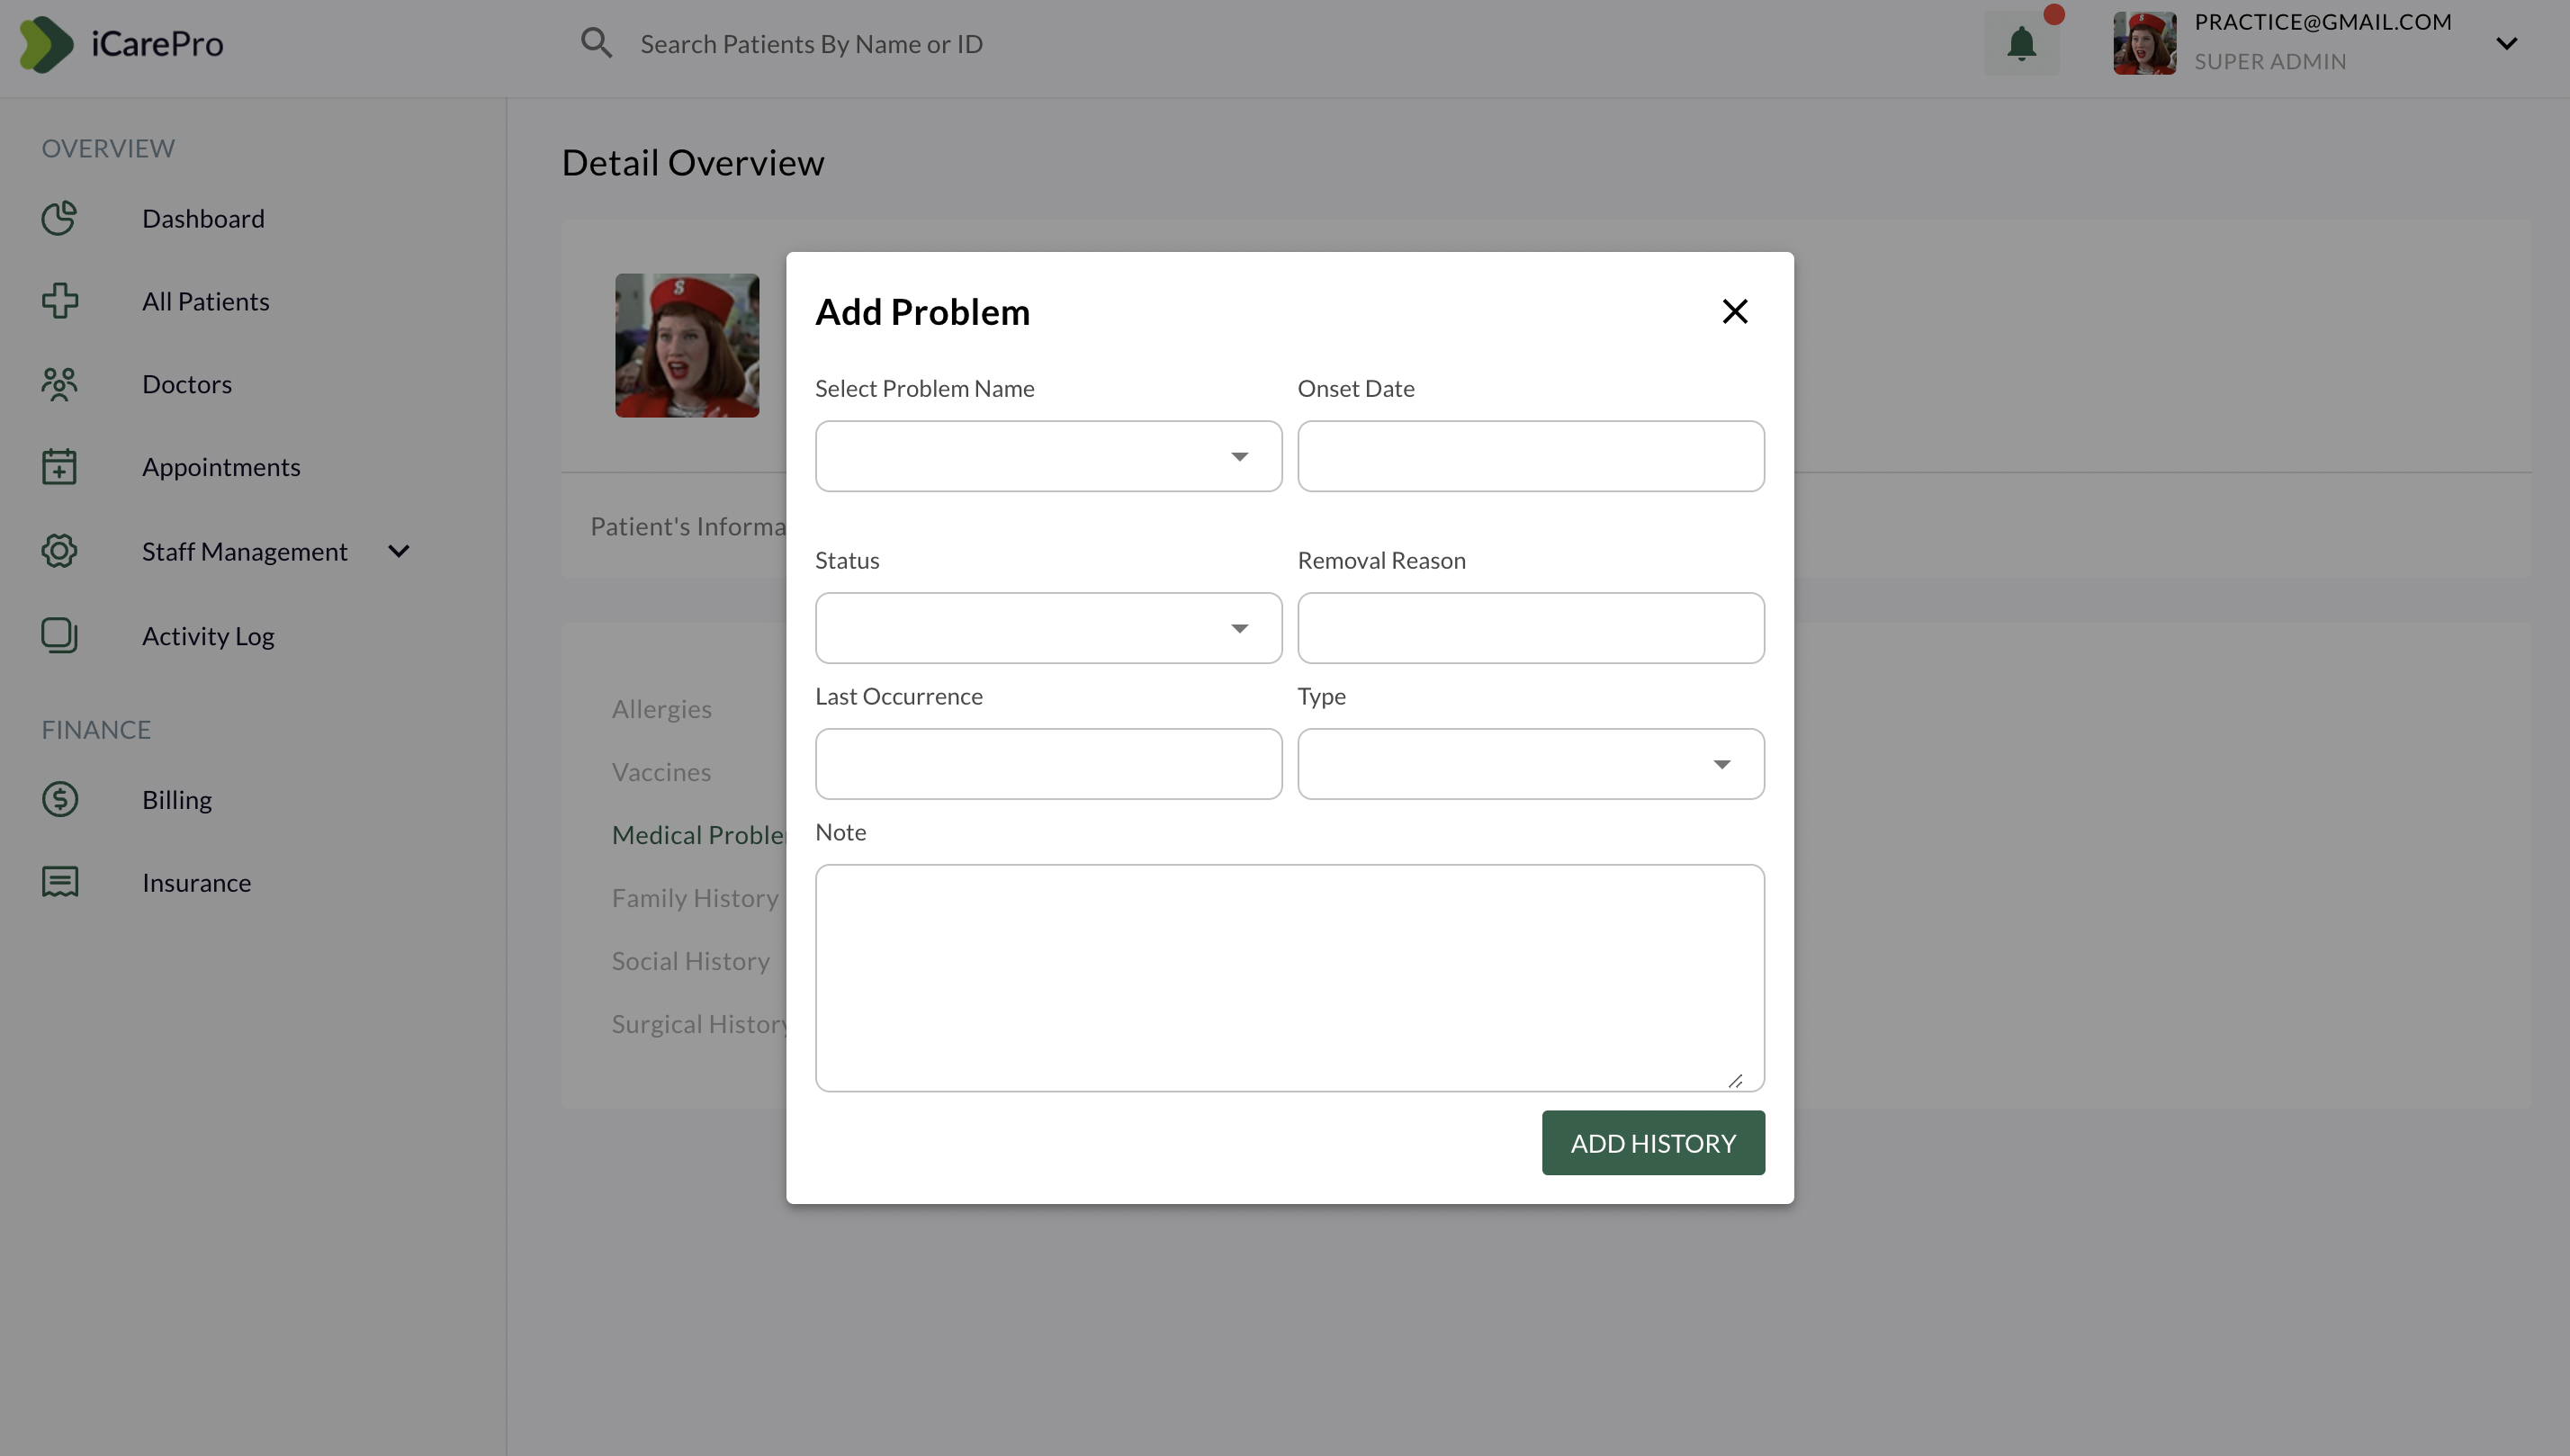 iCarePro
Search Patients By Name or ID
PRACTICE@GMAIL.COM
SUPER ADMIN
OVERVIEW
Dashboard
All Patients
Doctors
Appointments
Staff Management
Activity Log
FINANCE
Billing
Insurance
Detail Overview
S
Patient's Informa
Allergies
Vaccines
Medical Proble
Family History
Social History
Surgical History
Add Problem
Select Problem Name
Onset Date
Status
Removal Reason
Last Occurrence
Type
Note
ADD HISTORY